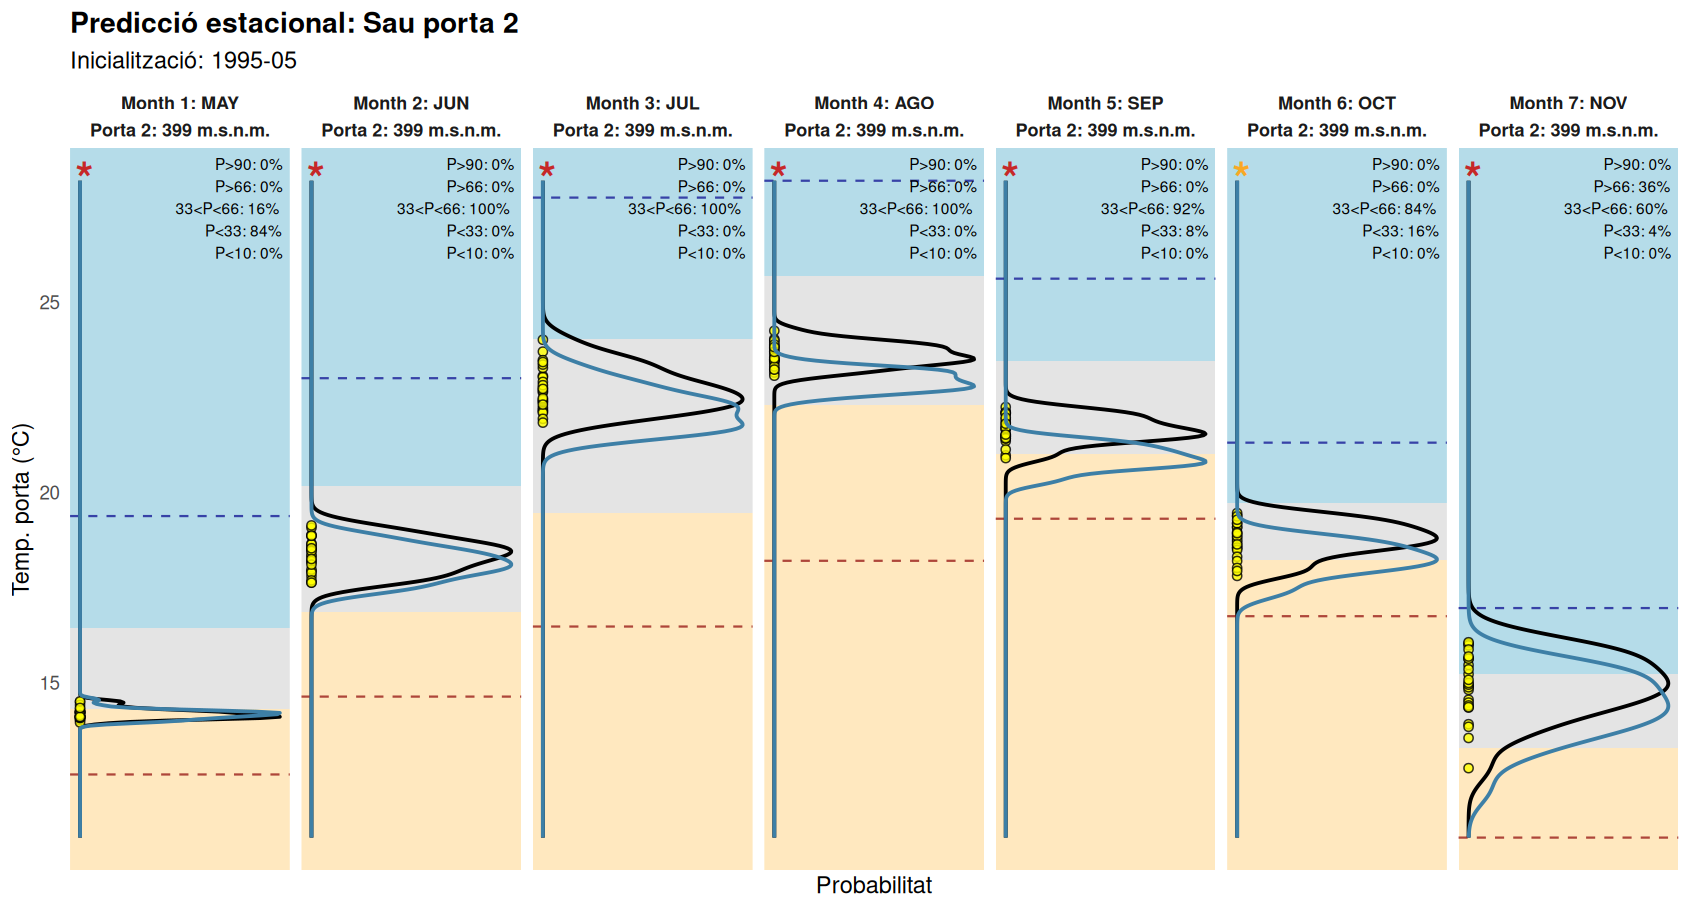 Predicció estacional: Sau porta 2
Inicialització: 1995-05
Month 1: MAY
Porta 2: 399 m.s.n.m.
Month 2: JUN
Porta 2: 399 m.s.n.m.
Month 3: JUL
Porta 2: 399 m.s.n.m.
Month 4: AGO
Porta 2: 399 m.s.n.m.
Month 5: SEP
Porta 2: 399 m.s.n.m.
Month 6: OCT
Porta 2: 399 m.s.n.m.
Month 7: NOV
Porta 2: 399 m.s.n.m.
*
P>90: 0%
P>66: 0%
33<P<66: 16%
P<33: 84%
P<10: 0%
*
P>90: 0%
P>66: 0%
33<P<66: 100%
P<33: 0%
P<10: 0%
*
P>90: 0%
P>66: 0%
33<P<66: 100%
P<33: 0%
P<10: 0%
*
P>90: 0%
P>66: 0%
33<P<66: 100%
P<33: 0%
P<10: 0%
*
P>90: 0%
P>66: 0%
33<P<66: 92%
P<33: 8%
P<10: 0%
*
P>90: 0%
P>66: 0%
33<P<66: 84%
P<33: 16%
P<10: 0%
*
P>90: 0%
P>66: 36%
33<P<66: 60%
P<33: 4%
P<10: 0%
25
20
15
Temp. porta (°C)
Probabilitat